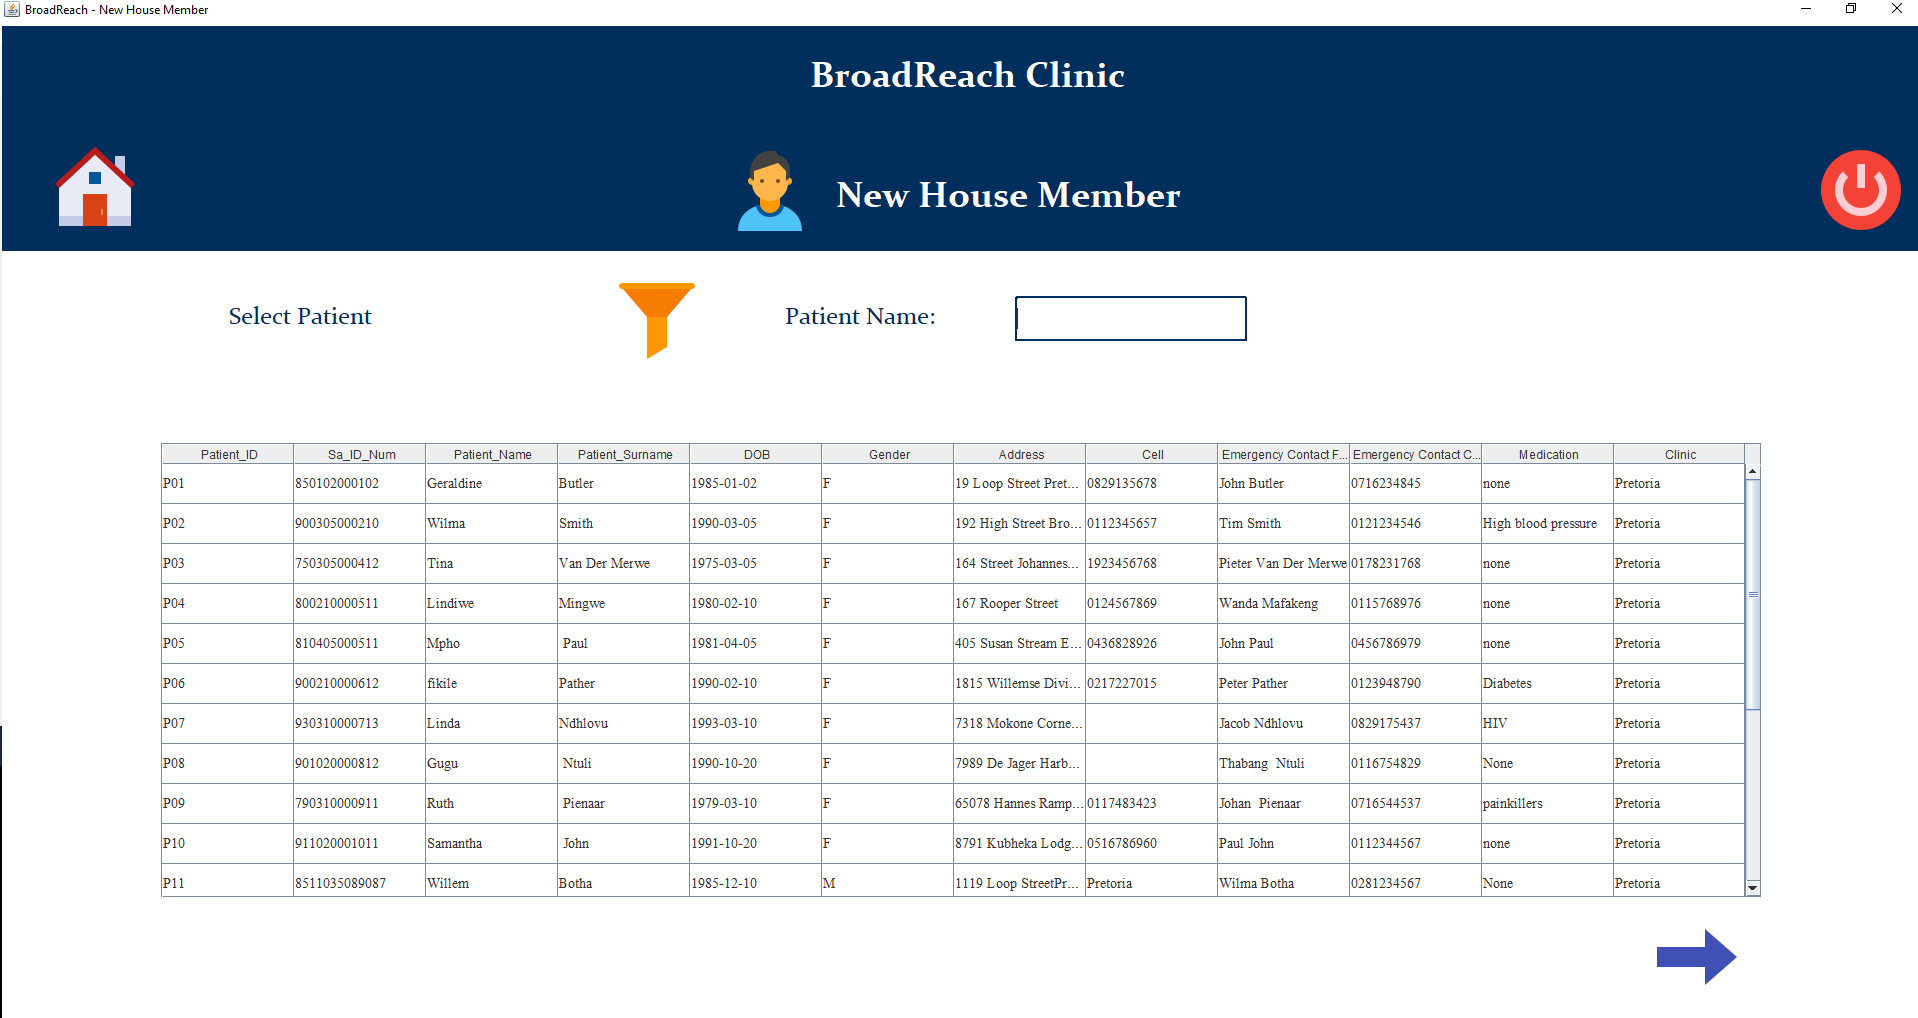 BroadReach - New House Member
BroadReach Clinic
New House Member
Select Patient Patient Name:
Patient_ID Sa_ID_Num Patient_Name Patient_Surname DOB Gender Address Cell Emergency Contact F... Emergency Contact C... Medication Clinic
P01 850102000102 Geraldine Butler 1985-01-02 F 19 Loop Street Pret... 0829135678 John Butler 0716234845 none Pretoria
P02 900305000210 Wilma Smith 1990-03-05 F 192 High Street Bro... 0112345657 Tim Smith 0121234546 High blood pressure Pretoria
P03 750305000412 Tina Van Der Merwe 1975-03-05 F 164 Street Johannes... 1923456768 Pieter Van Der Merwe 0178231768 none Pretoria
P04 800210000511 Lindiwe Mingwe 1980-02-10 F 167 Rooper Street 0124567869 Wanda Mafakeng 0115768976 none Pretoria
P05 810405000511 Mpho Paul 1981-04-05 F 405 Susan Stream E... 0436828926 John Paul 0456786979 none Pretoria
P06 900210000612 fikile Pather 1990-02-10 F 1815 Willemse Divi... 0217227015 Peter Pather 0123948790 Diabetes Pretoria
P07 930310000713 Linda Ndhlovu 1993-03-10 F 7318 Mokone Corne... Jacob Ndhlovu 0829175437 HIV Pretoria
P08 901020000812 Gugu Ntuli 1990-10-20 F 7989 De Jager Harb... Thabang Ntuli 0116754829 None Pretoria
P09 790310000911 Ruth Pienaar 1979-03-10 F 65078 Hannes Ramp... 0117483423 Johan Pienaar 0716544537 painkillers Pretoria
P10 911020001011 Samantha John 1991-10-20 F 8791 Kubheka Lodg... 0516786960 Paul John 0112344567 none Pretoria
P11 8511035089087 Willem Botha 1985-12-10 M 1119 Loop StreetPr... Pretoria Wilma Botha 0281234567 None Pretoria